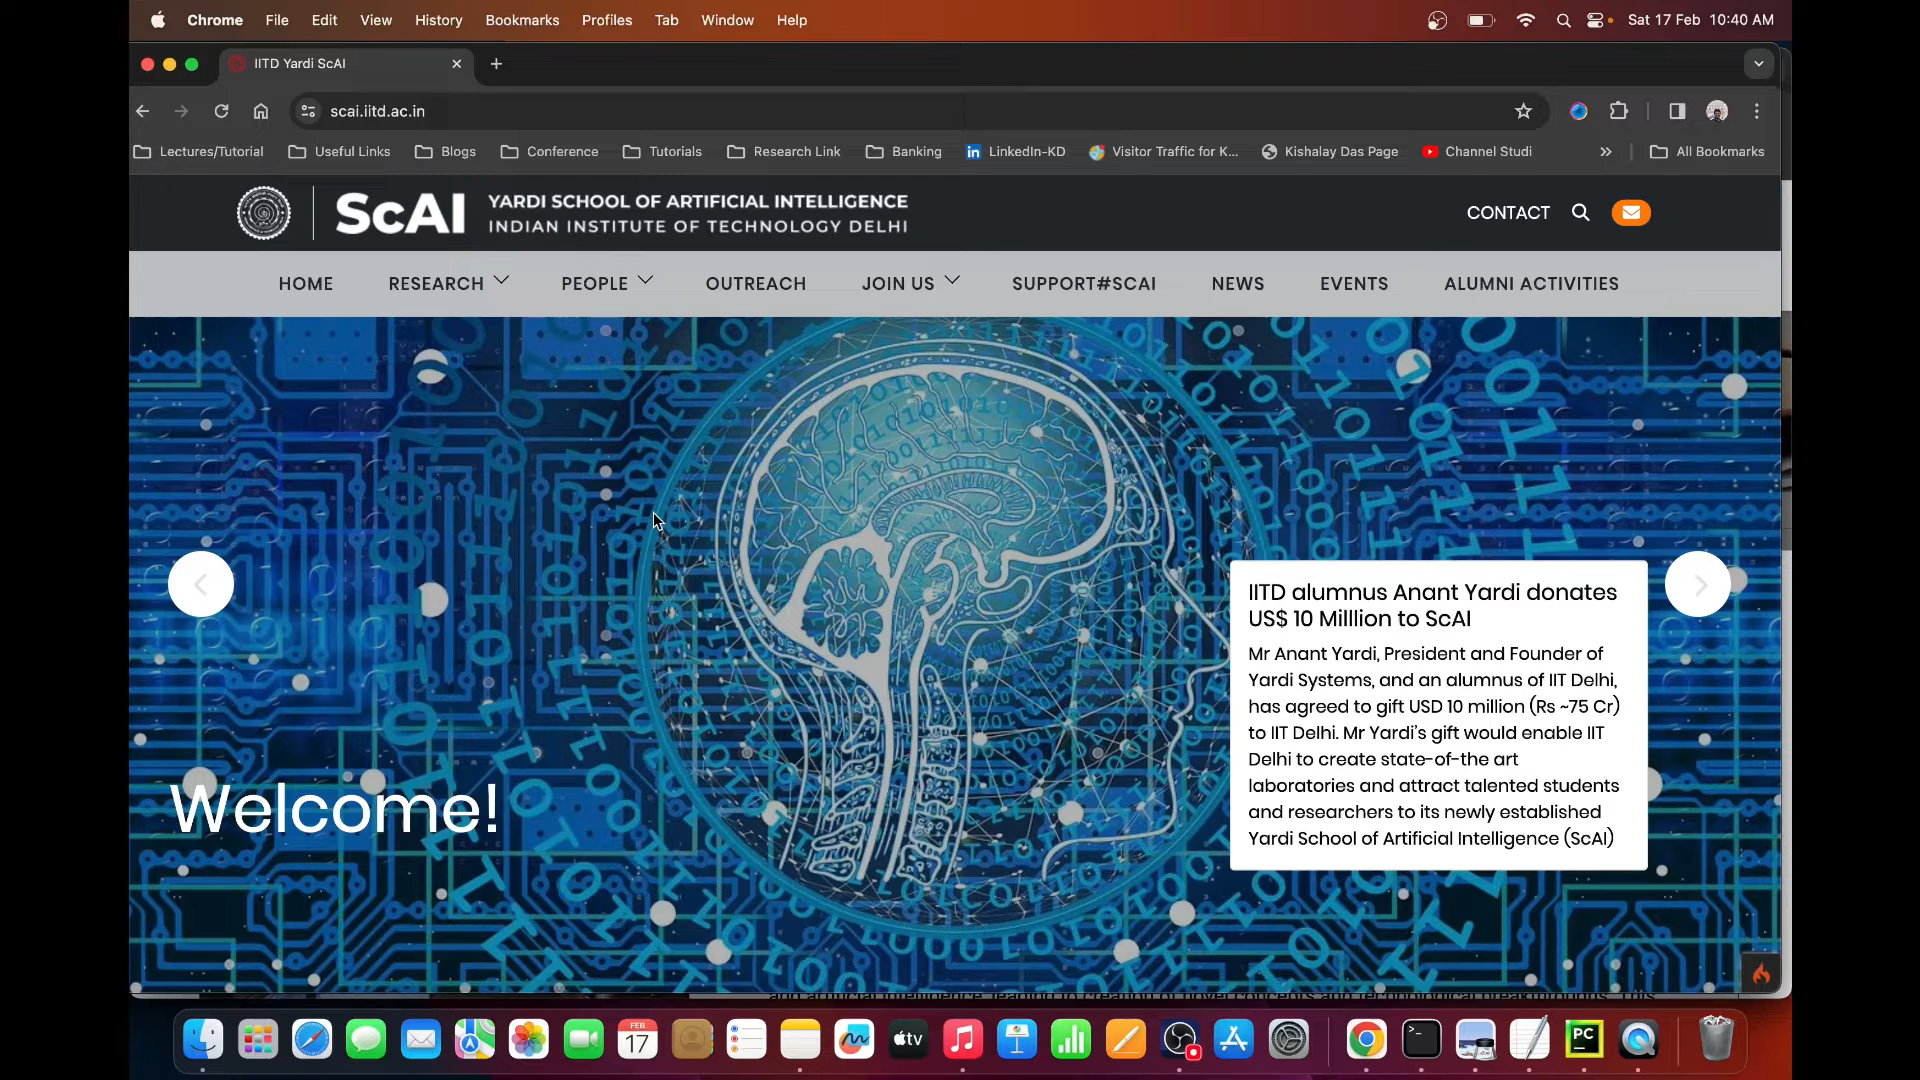 Chrome File Edit View History Bookmarks Profiles Tab Window Help Sat 17 Feb 10:40 AM
IITD Yardi ScAI
scai.iitd.ac.in
Lectures/Tutorial Useful Links Blogs Conference Tutorials Research Link Banking LinkedIn-KD Visitor Traffic for K... Kishalay Das Page Channel Studi » All Bookmarks
ScAI YARDI SCHOOL OF ARTIFICIAL INTELLIGENCE
INDIAN INSTITUTE OF TECHNOLOGY DELHI
CONTACT
HOME RESEARCH PEOPLE OUTREACH JOIN US SUPPORT#SCAI NEWS EVENTS ALUMNI ACTIVITIES
IITD alumnus Anant Yardi donates
US$ 10 Milllion to ScAI
Mr Anant Yardi, President and Founder of
Yardi Systems, and an alumnus of IIT Delhi,
has agreed to gift USD 10 million (Rs ~75 Cr)
to IIT Delhi. Mr Yardi's gift would enable IIT
Delhi to create state-of-the art
laboratories and attract talented students
and researchers to its newly established
Yardi School of Artificial Intelligence (ScAI)
Welcome!
FEB
17
tv
PC